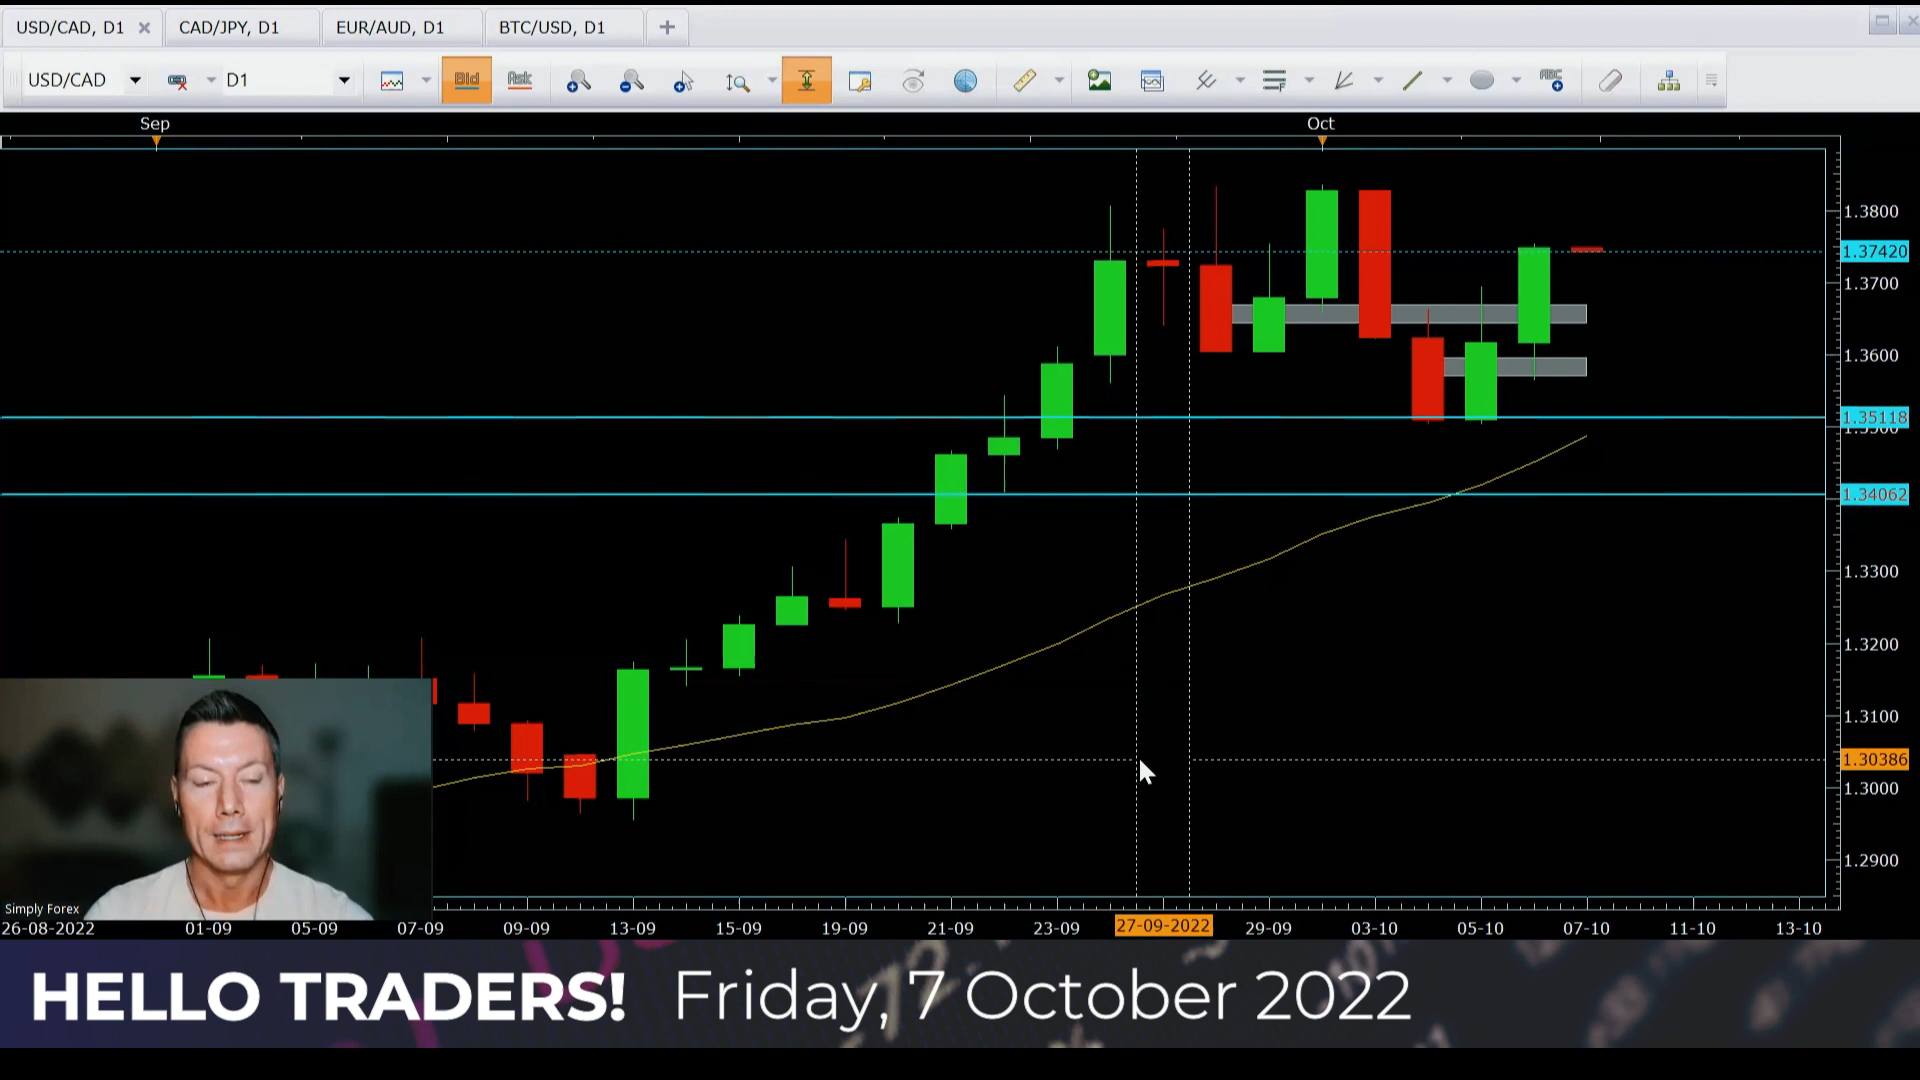 USD/CAD, D1 CAD/JPY, D1 EUR/AUD, D1 BTC/USD, D1
USD/CAD D1 Bid Ask ABC
Sep Oct
1.3800
1.37420
1.3700
1.3600
1.35118
1.3500
1.34062
1.3300
1.3200
1.3100
1.30386
1.3000
1.2900
Simply Forex
26-08-2022 01-09 05-09 07-09 09-09 13-09 15-09 19-09 21-09 23-09 27-09-2022 29-09 03-10 05-10 07-10 11-10 13-10
HELLO TRADERS! Friday, 7 October 2022